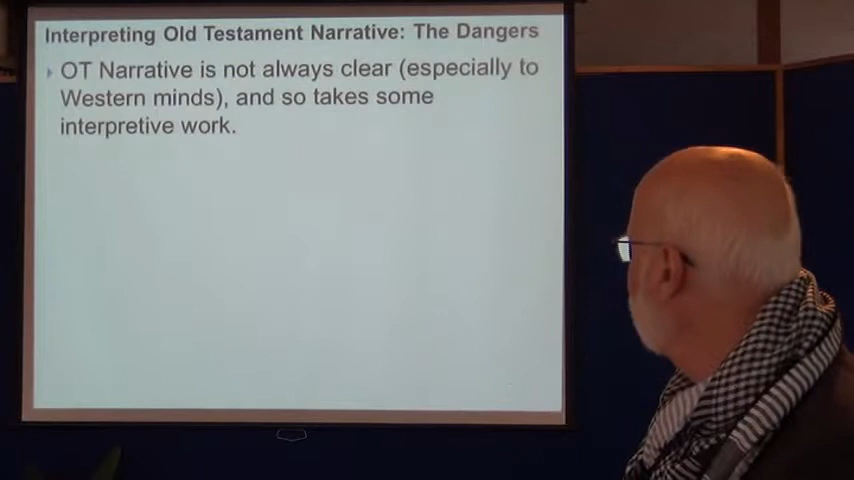 Interpreting Old Testament Narrative: The Dangers
OT Narrative is not always clear (especially to
Western minds), and so takes some
interpretive work.